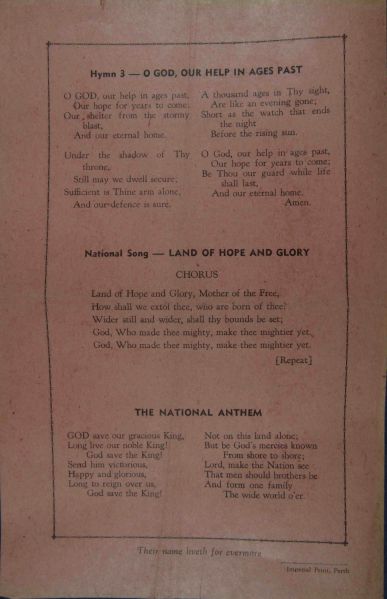 Hymn 3 — O GOD, OUR HELP IN AGES PAST
O GOD, our help in ages past,
Our hope for years to come;
Our shelter from the stormy
blast,
And our eternal home.
Under the shadow of Thy
throne,
Still may we dwell secure;
Sufficient is Thine arm alone,
And our defence is sure.
A thousand ages in Thy sight,
Are like an evening gone;
Short as the watch that ends
the night
Before the rising sun.
O God, our help in ages past,
Our hope for years to come;
Be Thou our guard while life
shall last,
And our eternal home.
Amen.
National Song — LAND OF HOPE AND GLORY
CHORUS
Land of Hope and Glory, Mother of the Free,
How shall we extol thee, who are born of thee?
Wider still and wider, shall thy bounds be set;
God, Who made thee mighty, make thee mightier yet,
God, Who made thee mighty, make thee mightier yet.
[Repeat]
THE NATIONAL ANTHEM
GOD save our gracious King,
Long live our noble King!
God save the King!
Send him victorious,
Happy and glorious,
Long to reign over us,
God save the King!
Not on this land alone;
But be God's mercies known
From shore to shore;
Lord, make the Nation see
That men should brothers be
And form one family
The wide world o'er.
Their name liveth for evermore
Imperial Print, Perth